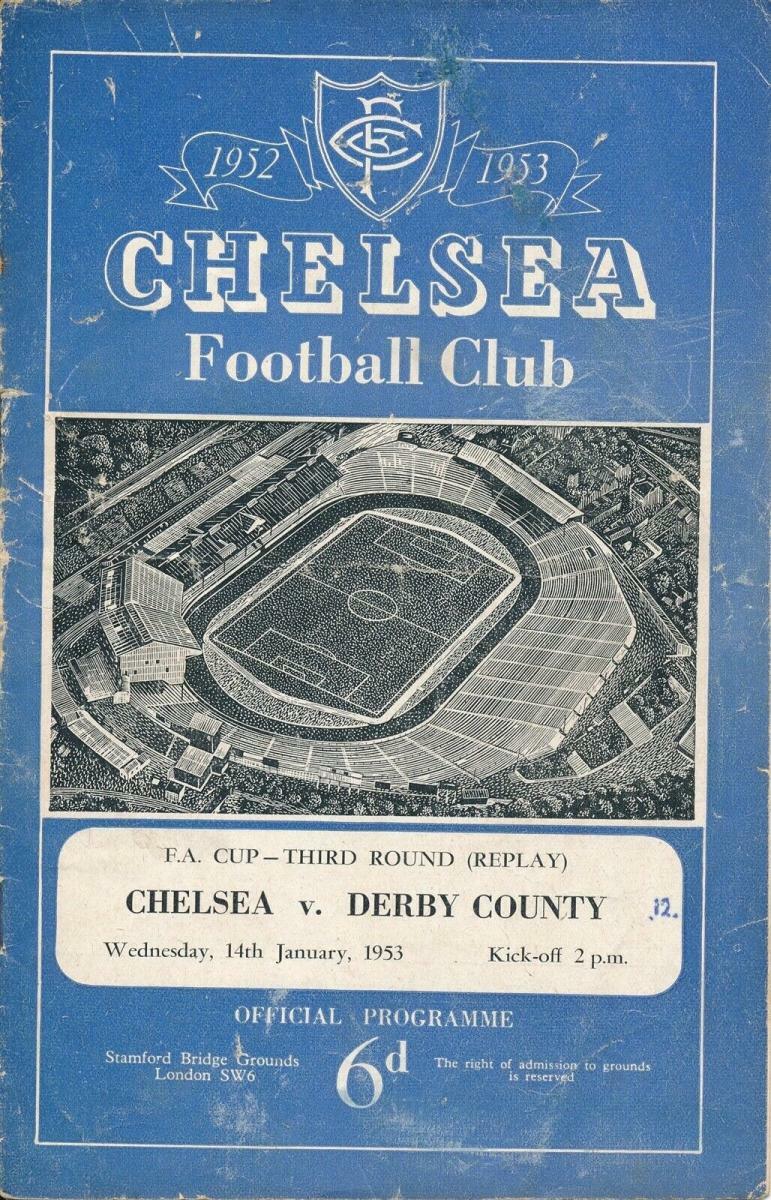 1952 CFC 1953
CHELSEA
Football Club
F.A. CUP – THIRD ROUND (REPLAY)
CHELSEA v. DERBY COUNTY 12.
Wednesday, 14th January, 1953 Kick-off 2 p.m.
OFFICIAL PROGRAMME
Stamford Bridge Grounds
London SW6
6d
The right of admission to grounds
is reserved